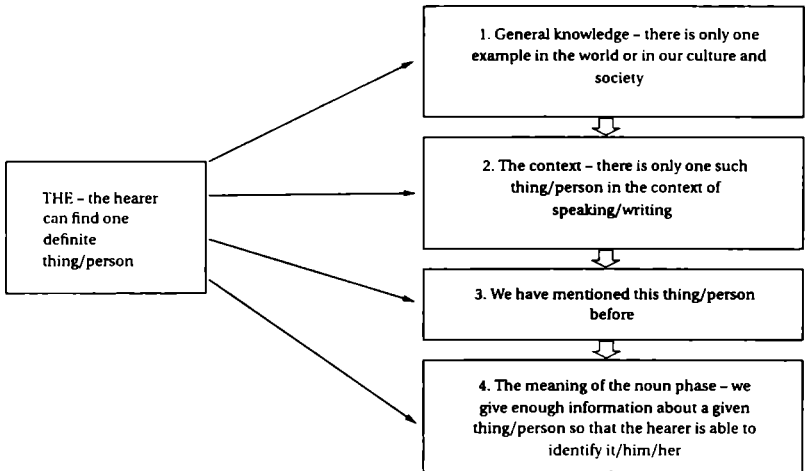 THE – the hearer
can find one
definite
thing/person
1. General knowledge – there is only one
example in the world or in our culture and
society
2. The context – there is only one such
thing/person in the context of
speaking/writing
3. We have mentioned this thing/person
before
4. The meaning of the noun phase – we
give enough information about a given
thing/person so that the hearer is able to
identify it/him/her